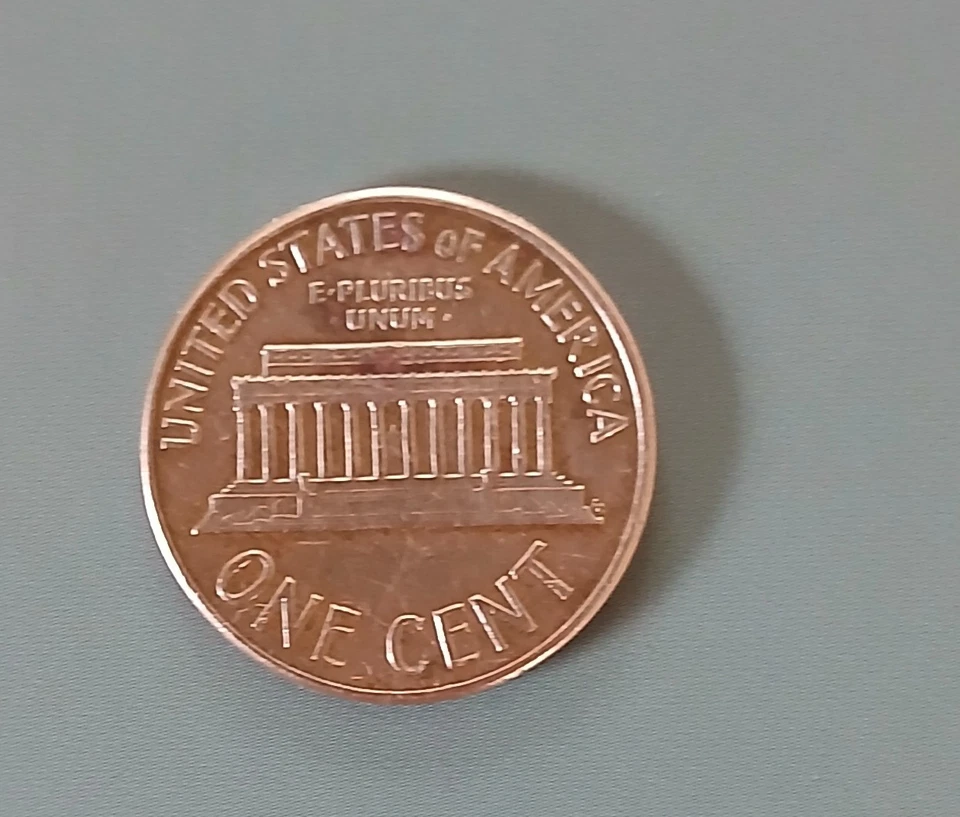 UNITED STATES OF AMERICA
E·PLURIBUS
UNUM·
ONE CENT